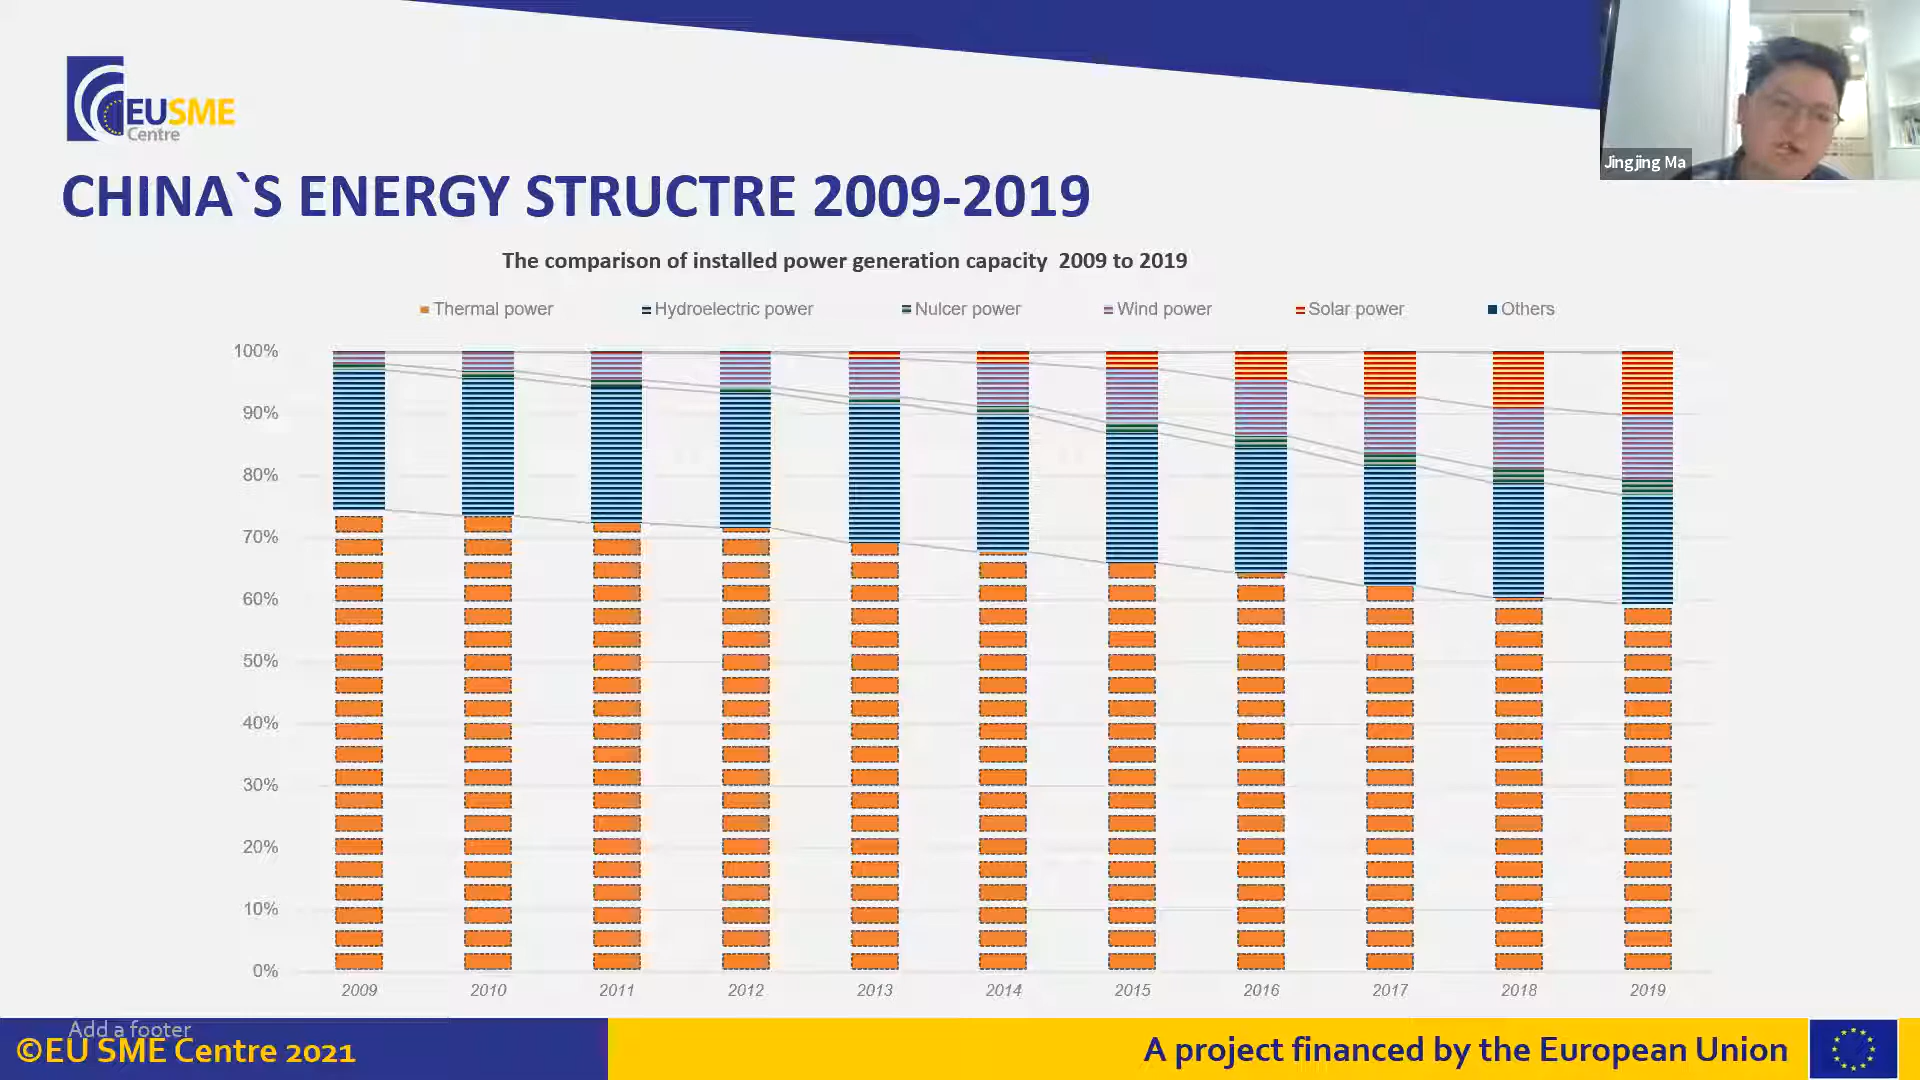 EUSME
Centre
Jingjing Ma
CHINA`S ENERGY STRUCTRE 2009-2019
The comparison of installed power generation capacity 2009 to 2019
Thermal power Hydroelectric power Nulcer power Wind power Solar power Others
100%
90%
80%
70%
60%
50%
40%
30%
20%
10%
0%
2009 2010 2011 2012 2013 2014 2015 2016 2017 2018 2019
Add a footer
©EU SME Centre 2021
A project financed by the European Union